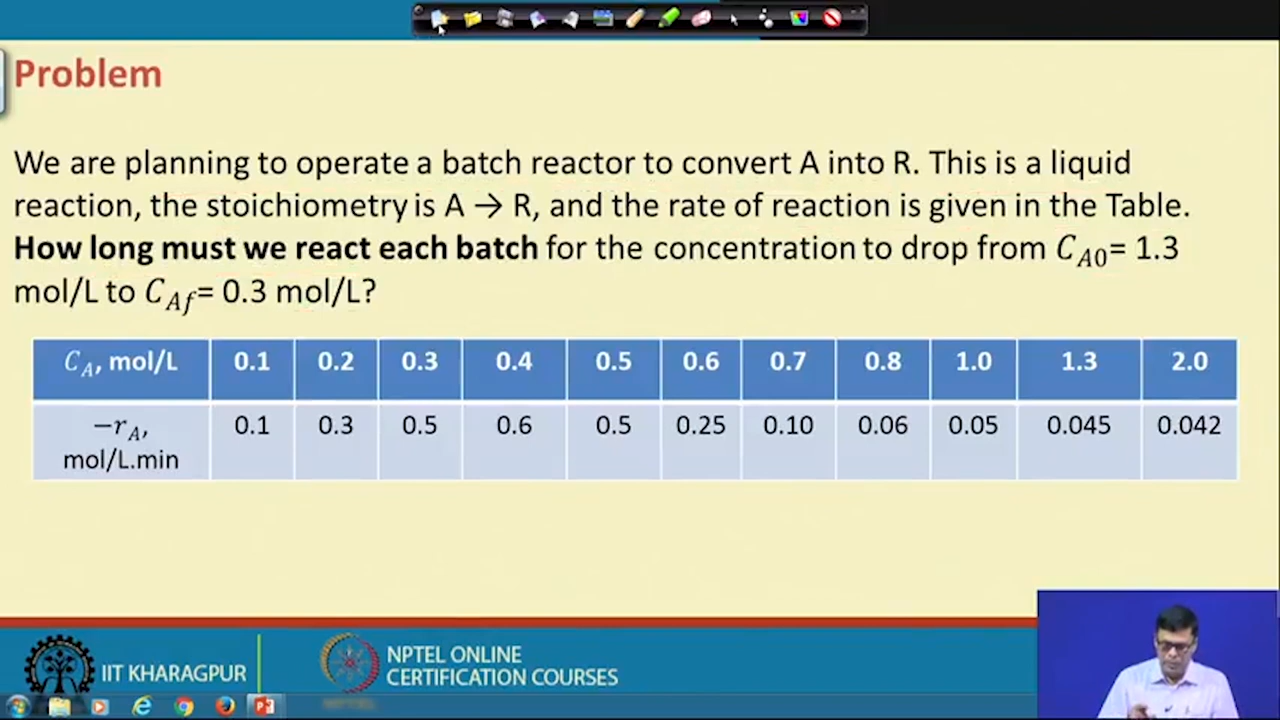 Problem
We are planning to operate a batch reactor to convert A into R. This is a liquid
reaction, the stoichiometry is A → R, and the rate of reaction is given in the Table.
How long must we react each batch for the concentration to drop from C_{A0}= 1.3
mol/L to C_{Af}= 0.3 mol/L?
C_A, mol/L 0.1 0.2 0.3 0.4 0.5 0.6 0.7 0.8 1.0 1.3 2.0
−r_A, 0.1 0.3 0.5 0.6 0.5 0.25 0.10 0.06 0.05 0.045 0.042
mol/L.min
IIT KHARAGPUR
NPTEL ONLINE
CERTIFICATION COURSES